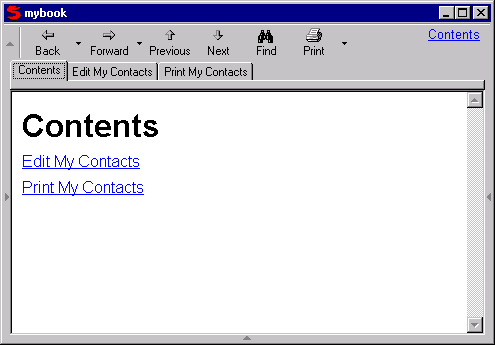 mybook
Back Forward Previous Next Find Print Contents
Contents Edit My Contacts Print My Contacts
Contents
Edit My Contacts
Print My Contacts